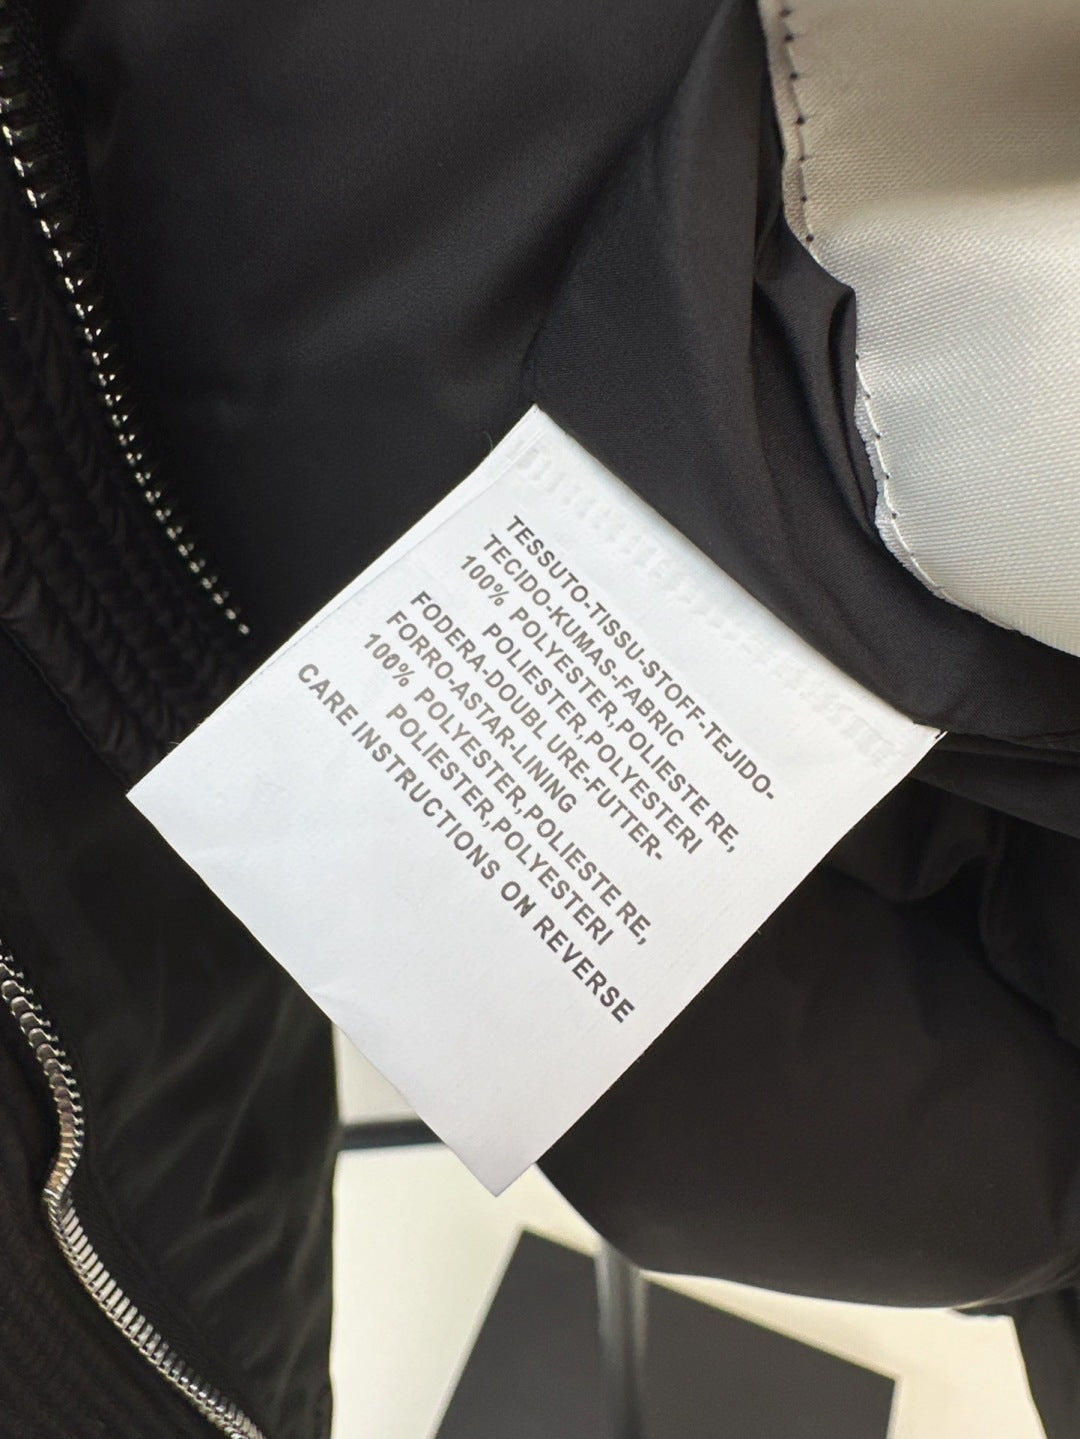 TESSUTO-TISSU-STOFF-TEJIDO-
TECIDO-KUMAS-FABRIC
100% POLYESTER,POLIESTE RE,
POLIESTER,POLYESTERI
FODERA-DOUBL URE-FUTTER-
FORRO-ASTAR-LINING
100% POLYESTER,POLIESTE RE,
POLIESTER,POLYESTERI
CARE INSTRUCTIONS ON REVERSE